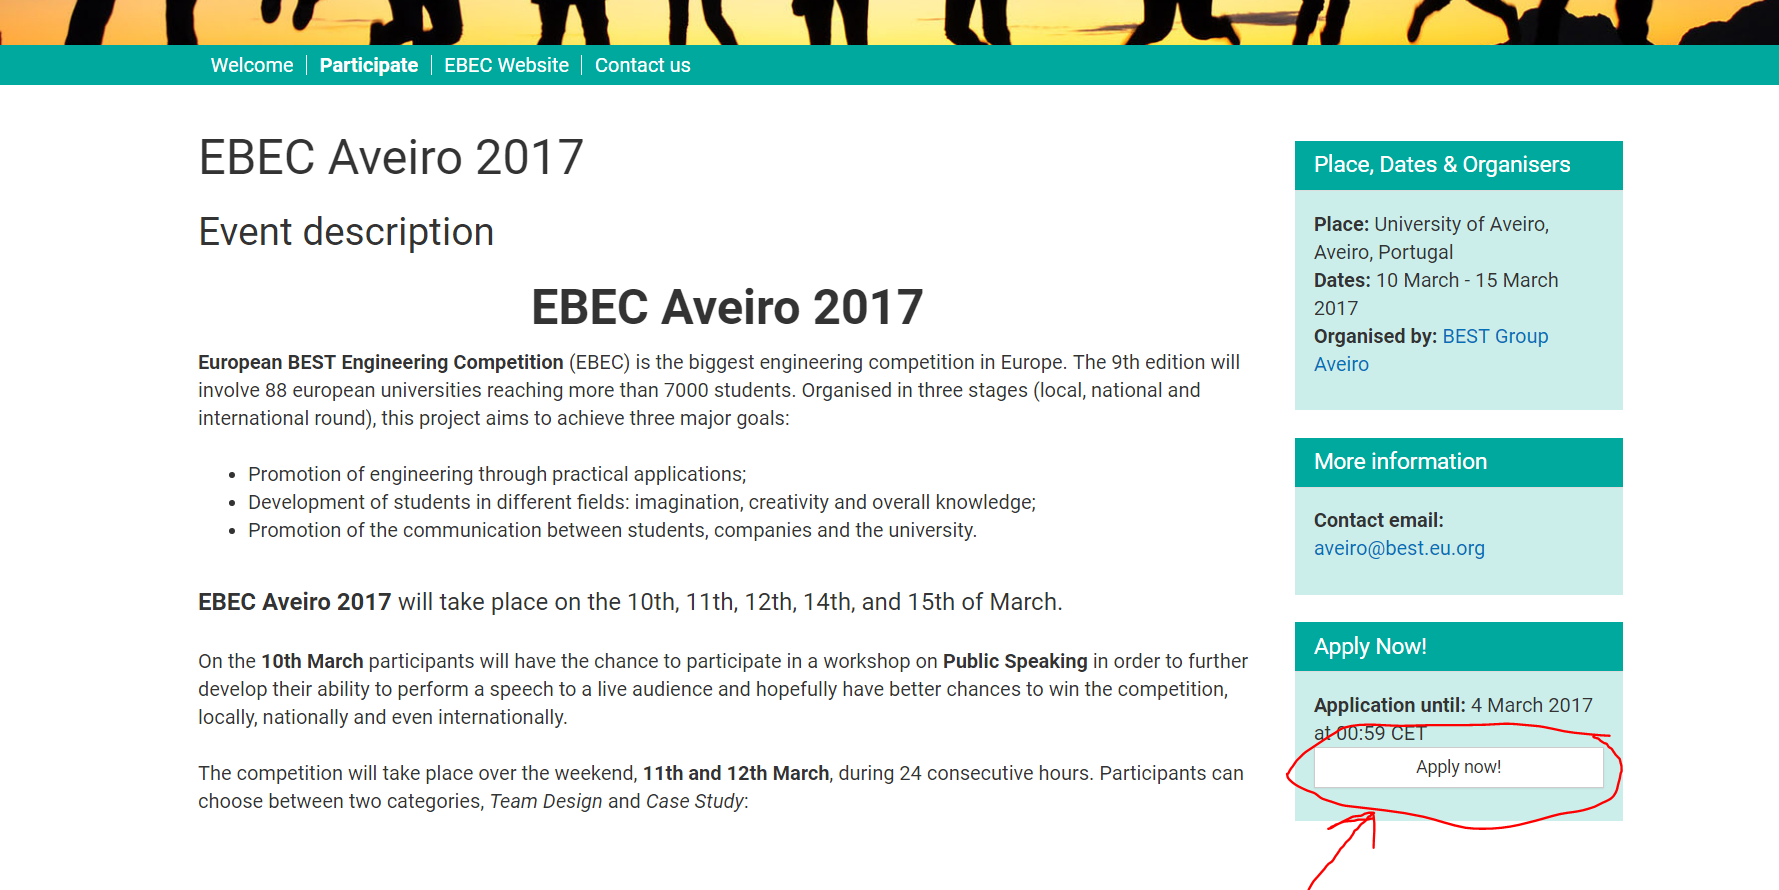 Welcome
Participate
EBEC Website
Contact us
EBEC Aveiro 2017
Event description
EBEC Aveiro 2017
European BEST Engineering Competition (EBEC) is the biggest engineering competition in Europe. The 9th edition will
involve 88 european universities reaching more than 7000 students. Organised in three stages (local, national and
international round), this project aims to achieve three major goals:
Promotion of engineering through practical applications;
Development of students in different fields: imagination, creativity and overall knowledge;
Promotion of the communication between students, companies and the university.
EBEC Aveiro 2017 will take place on the 10th, 11th, 12th, 14th, and 15th of March.
On the 10th March participants will have the chance to participate in a workshop on Public Speaking in order to further
develop their ability to perform a speech to a live audience and hopefully have better chances to win the competition,
locally, nationally and even internationally.
The competition will take place over the weekend, 11th and 12th March, during 24 consecutive hours. Participants can
choose between two categories, Team Design and Case Study:
Place, Dates & Organisers
Place: University of Aveiro,
Aveiro, Portugal
Dates: 10 March - 15 March
2017
Organised by: BEST Group
Aveiro
More information
Contact email:
aveiro@best.eu.org
Apply Now!
Application until: 4 March 2017
at 00:59 CET
Apply now!